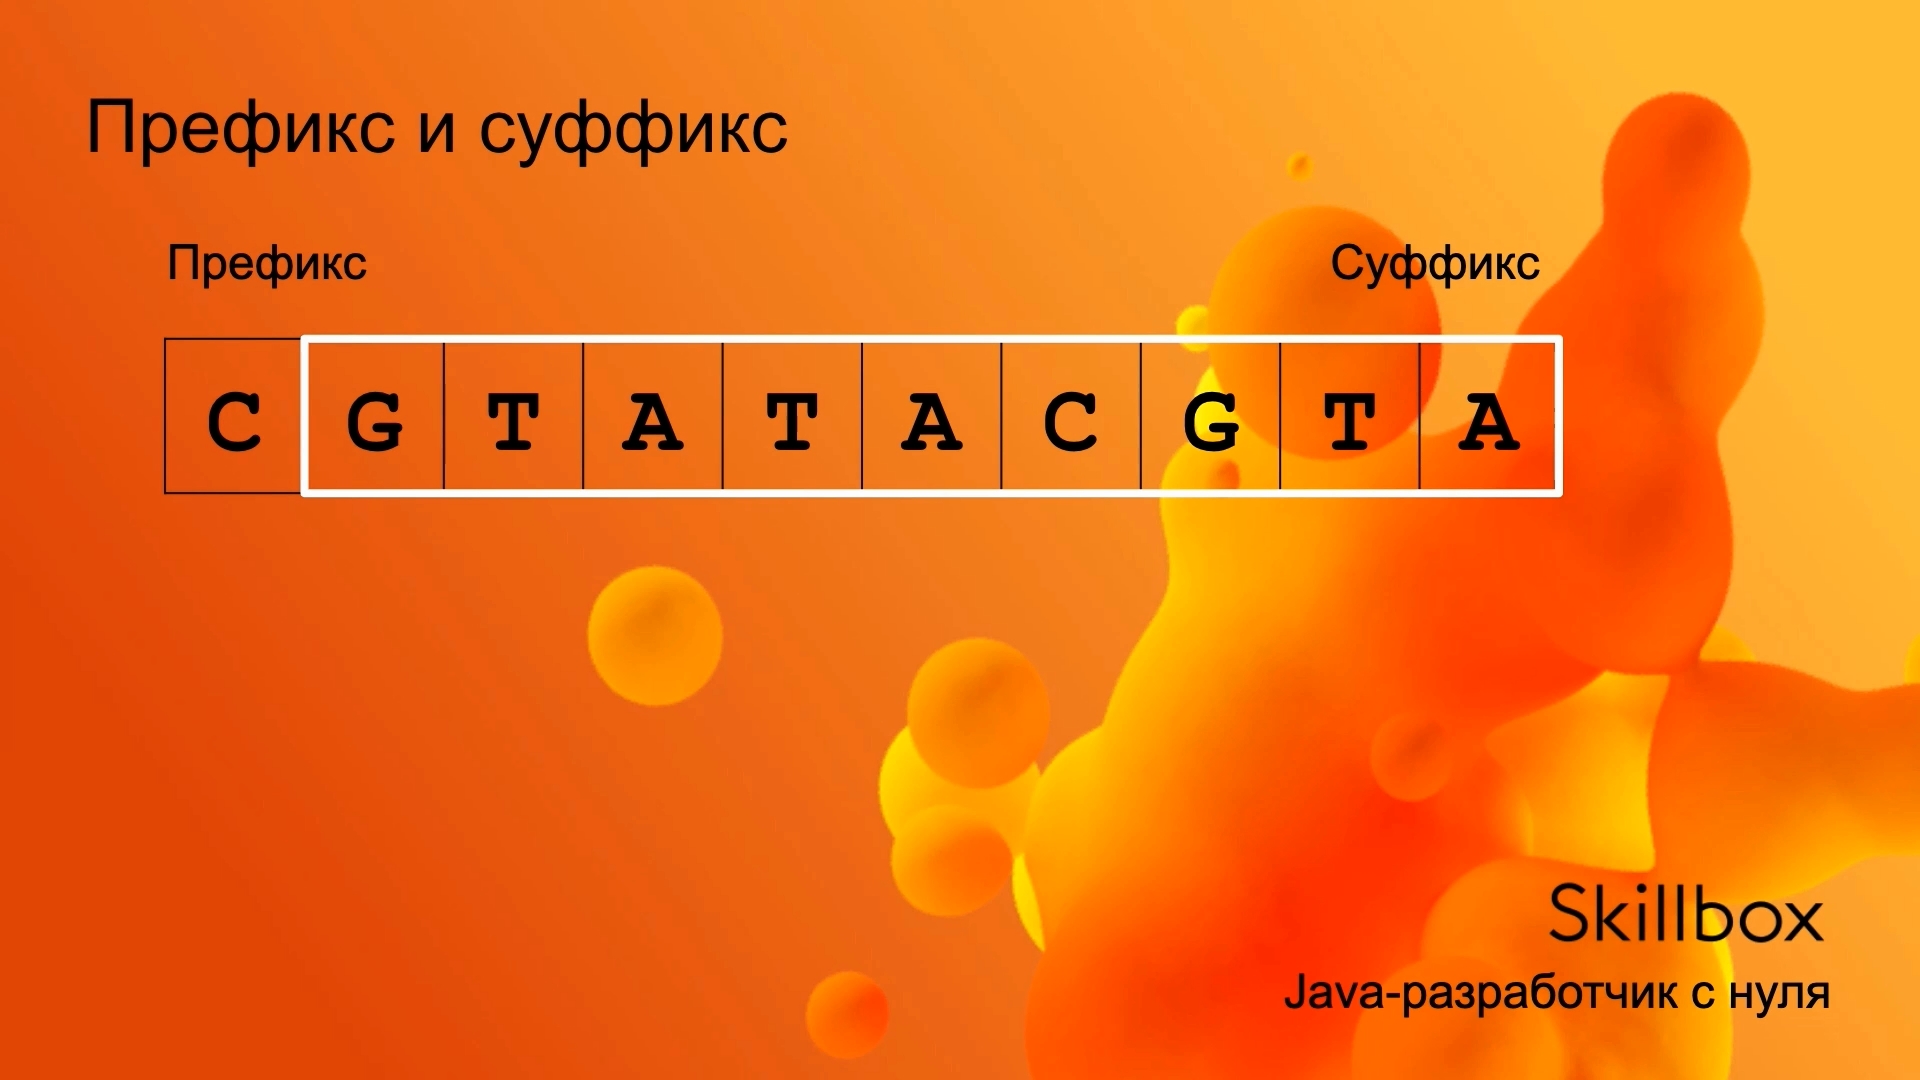 Префикс и суффикс
Префикс Суффикс
C G T A T A C G T A
Skillbox
Java-разработчик с нуля